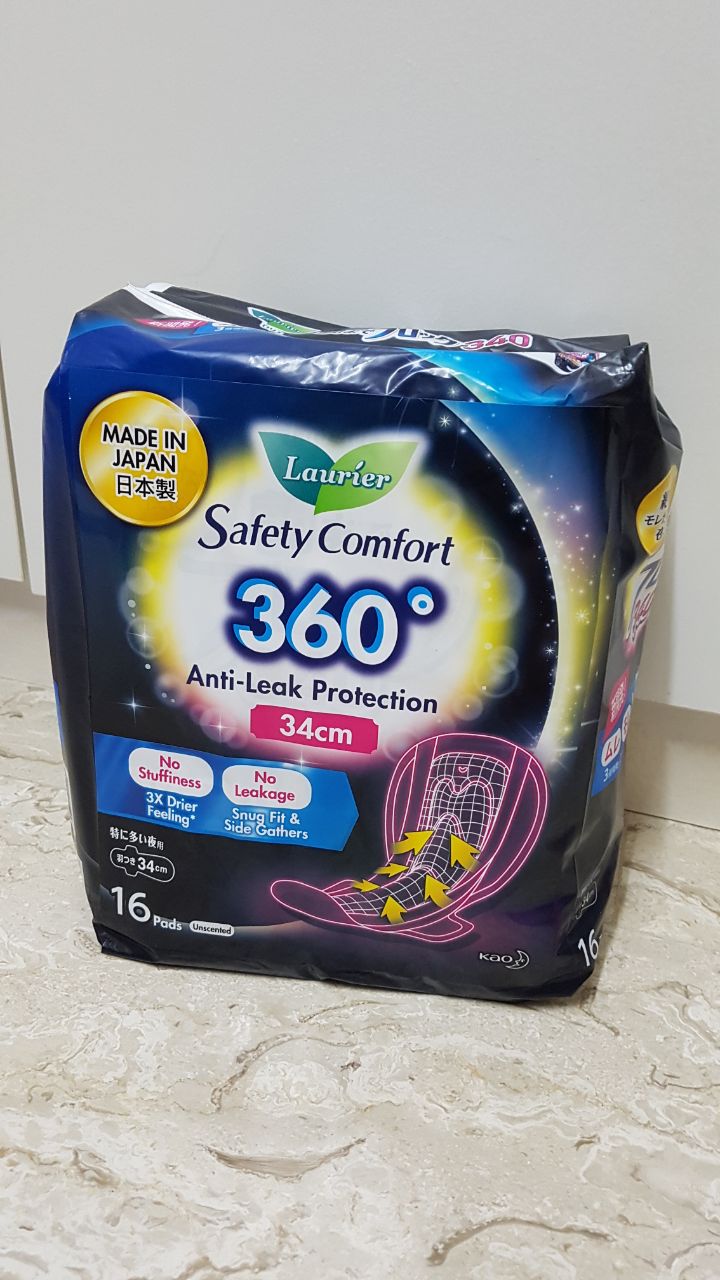 Laurier
MADE IN
JAPAN
日本製
Laurier
Safety Comfort
360°
Anti-Leak Protection
34cm
No
Stuffiness
3X Drier
Feeling*
No
Leakage
Snug Fit &
Side Gathers
特に多い夜用
羽つき34cm
16 Pads
Unscented
Kao
34cm
16